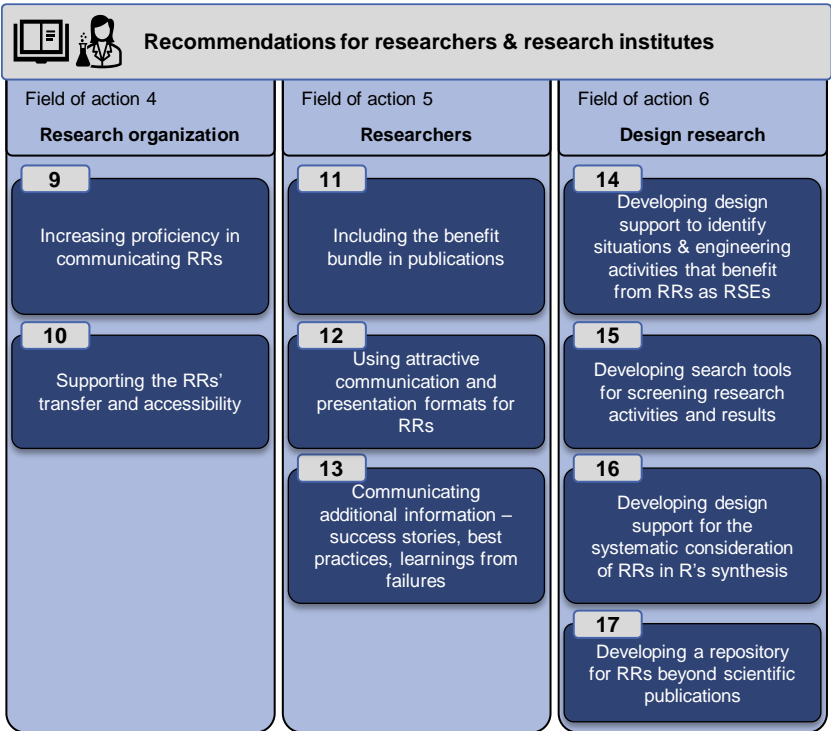 Recommendations for researchers & research institutes
Field of action 4
Research organization
9
Increasing proficiency in
communicating RRs
10
Supporting the RRs'
transfer and accessibility
Field of action 5
Researchers
11
Including the benefit
bundle in publications
12
Using attractive
communication and
presentation formats for
RRs
13
Communicating
additional information –
success stories, best
practices, learnings from
failures
Field of action 6
Design research
14
Developing design
support to identify
situations & engineering
activities that benefit
from RRs as RSEs
15
Developing search tools
for screening research
activities and results
16
Developing design
support for the
systematic consideration
of RRs in R's synthesis
17
Developing a repository
for RRs beyond scientific
publications